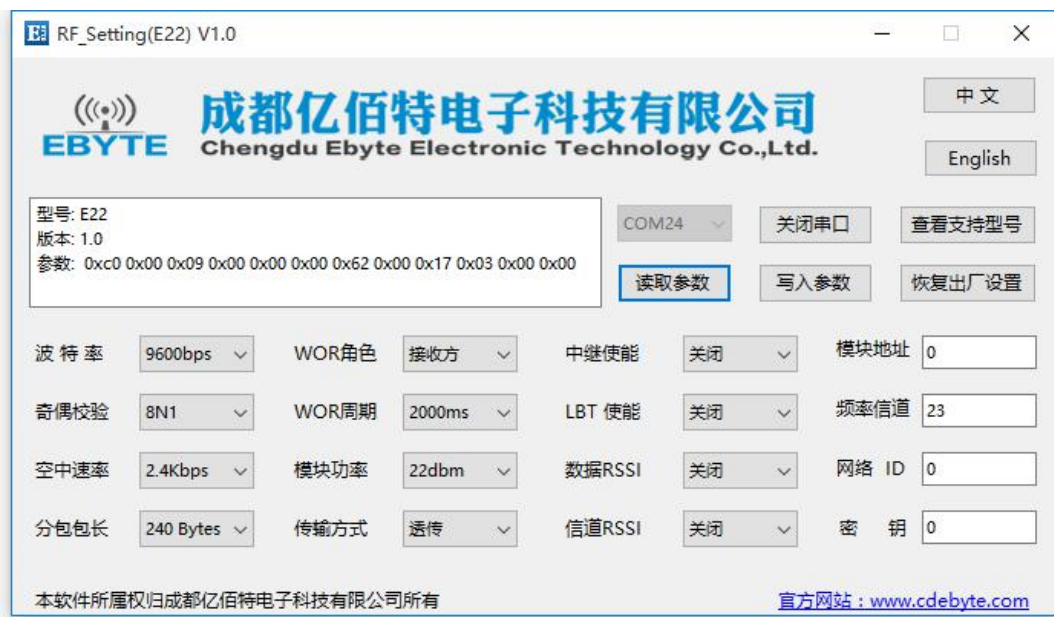 RF_Setting(E22) V1.0
EBYTE
成都亿佰特电子科技有限公司
Chengdu Ebyte Electronic Technology Co.,Ltd.
中 文
English
型号: E22
版本: 1.0
参数: 0xc0 0x00 0x09 0x00 0x00 0x00 0x62 0x00 0x17 0x03 0x00 0x00
COM24 关闭串口 查看支持型号
读取参数 写入参数 恢复出厂设置
波 特 率 9600bps WOR角色 接收方 中继使能 关闭 模块地址 0
奇偶校验 8N1 WOR周期 2000ms LBT 使能 关闭 频率信道 23
空中速率 2.4Kbps 模块功率 22dbm 数据RSSI 关闭 网络 ID 0
分包包长 240 Bytes 传输方式 透传 信道RSSI 关闭 密 钥 0
本软件所属权归成都亿佰特电子科技有限公司所有 官方网站：www.cdebyte.com